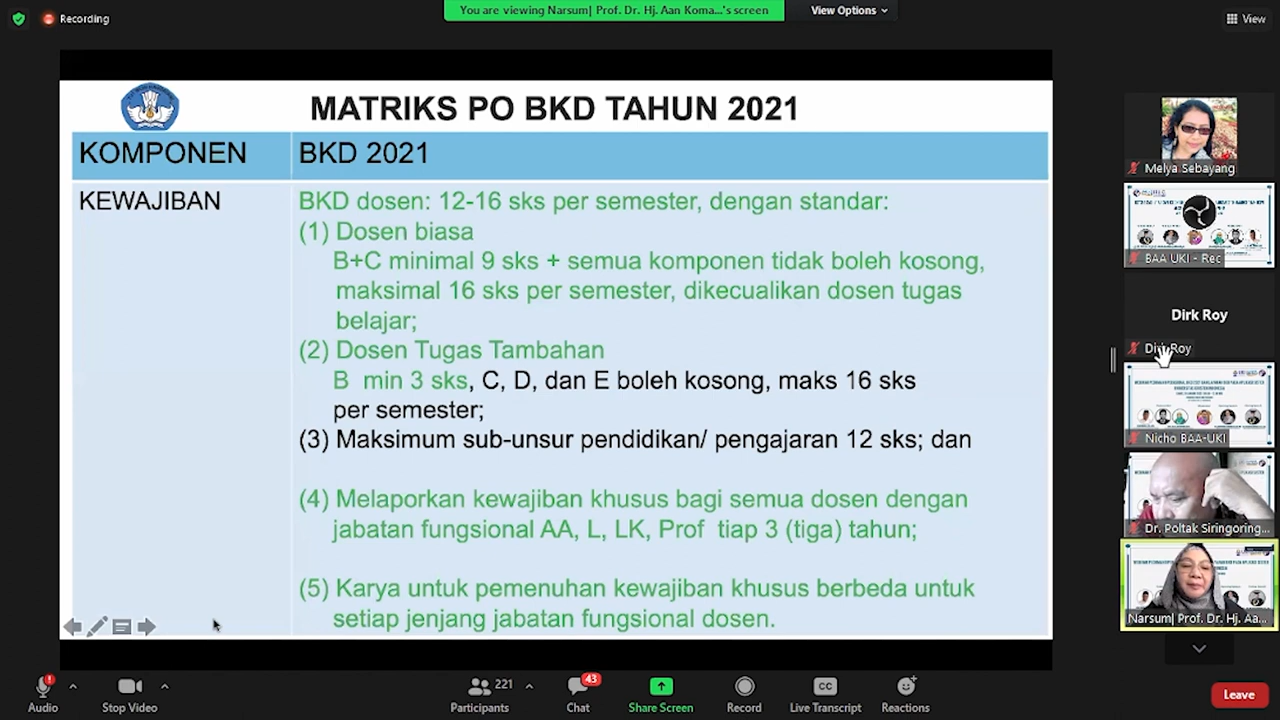 Recording
You are viewing Narsum| Prof. Dr. Hj. Aan Koma...'s screen
View Options
View
MATRIKS PO BKD TAHUN 2021
KOMPONEN
BKD 2021
KEWAJIBAN
BKD dosen: 12-16 sks per semester, dengan standar:
(1) Dosen biasa
B+C minimal 9 sks + semua komponen tidak boleh kosong,
maksimal 16 sks per semester, dikecualikan dosen tugas
belajar;
(2) Dosen Tugas Tambahan
B min 3 sks, C, D, dan E boleh kosong, maks 16 sks
per semester;
(3) Maksimum sub-unsur pendidikan/ pengajaran 12 sks; dan
(4) Melaporkan kewajiban khusus bagi semua dosen dengan
jabatan fungsional AA, L, LK, Prof tiap 3 (tiga) tahun;
(5) Karya untuk pemenuhan kewajiban khusus berbeda untuk
setiap jenjang jabatan fungsional dosen.
Melya Sebayang
BAA UKI - Rec
Dirk Roy
Dirk Roy
Nicho BAA-UKI
Dr. Poltak Siringoring...
Narsum| Prof. Dr. Hj. Aa...
Audio
Stop Video
221
Participants
43
Chat
Share Screen
Record
CC
Live Transcript
Reactions
Leave